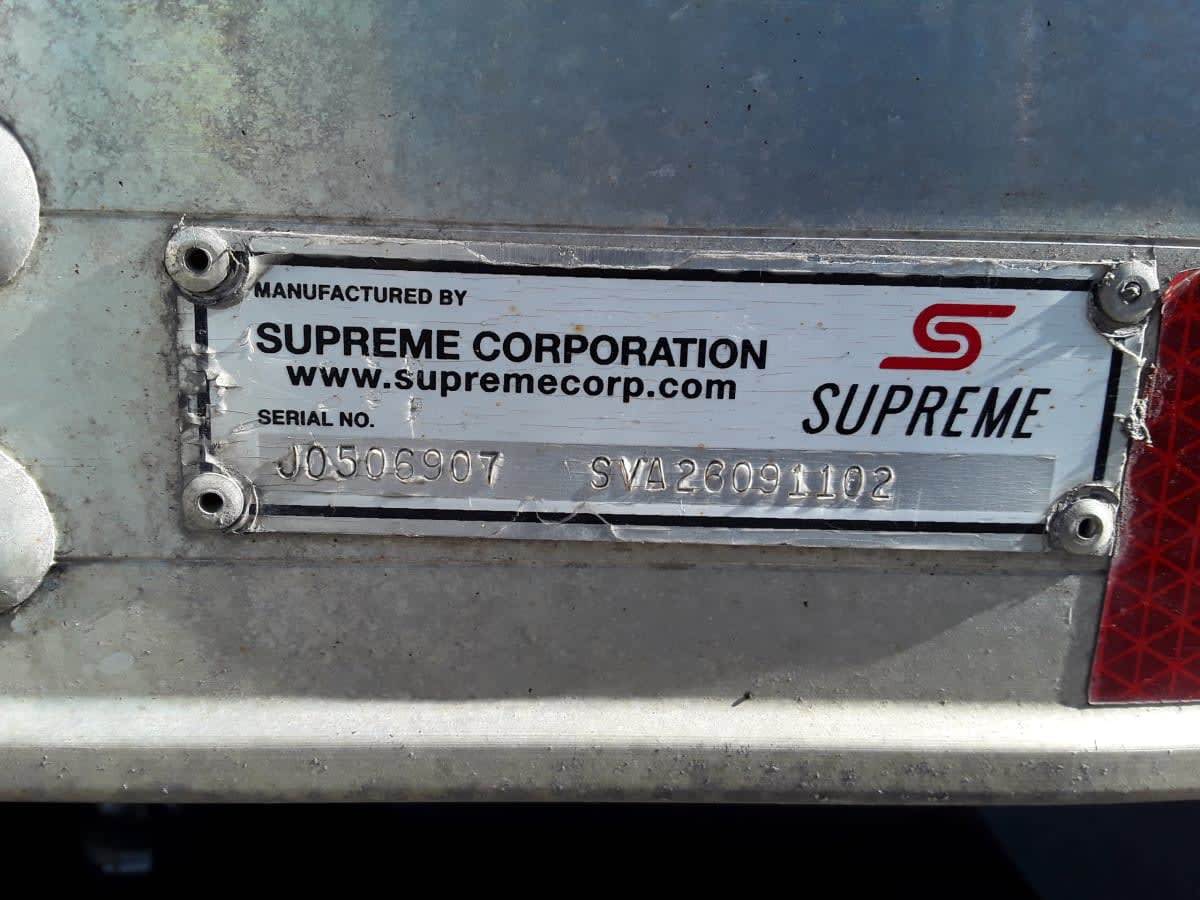 MANUFACTURED BY
SUPREME CORPORATION
www.supremecorp.com
SUPREME
SERIAL NO.
J0506907 SVA26091102